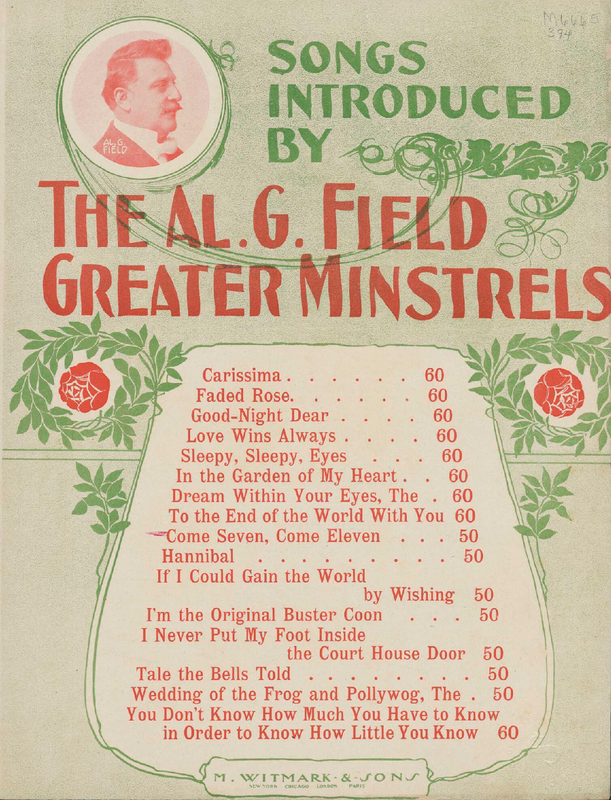 M666E
394
SONGS
INTRODUCED
BY
AL. G.
FIELD
THE AL. G. FIELD
GREATER MINSTRELS
Carissima . . . . . . 60
Faded Rose. . . . . . . 60
Good-Night Dear . . . . 60
Love Wins Always . . . . 60
Sleepy, Sleepy, Eyes . . . 60
In the Garden of My Heart . . 60
Dream Within Your Eyes, The . 60
To the End of the World With You 60
Come Seven, Come Eleven . . . 50
Hannibal . . . . . . . . . 50
If I Could Gain the World
by Wishing 50
I'm the Original Buster Coon . . . 50
I Never Put My Foot Inside
the Court House Door 50
Tale the Bells Told . . . . . . . . 50
Wedding of the Frog and Pollywog, The . 50
You Don't Know How Much You Have to Know
in Order to Know How Little You Know 60
M. WITMARK & SONS
NEW YORK CHICAGO LONDON PARIS